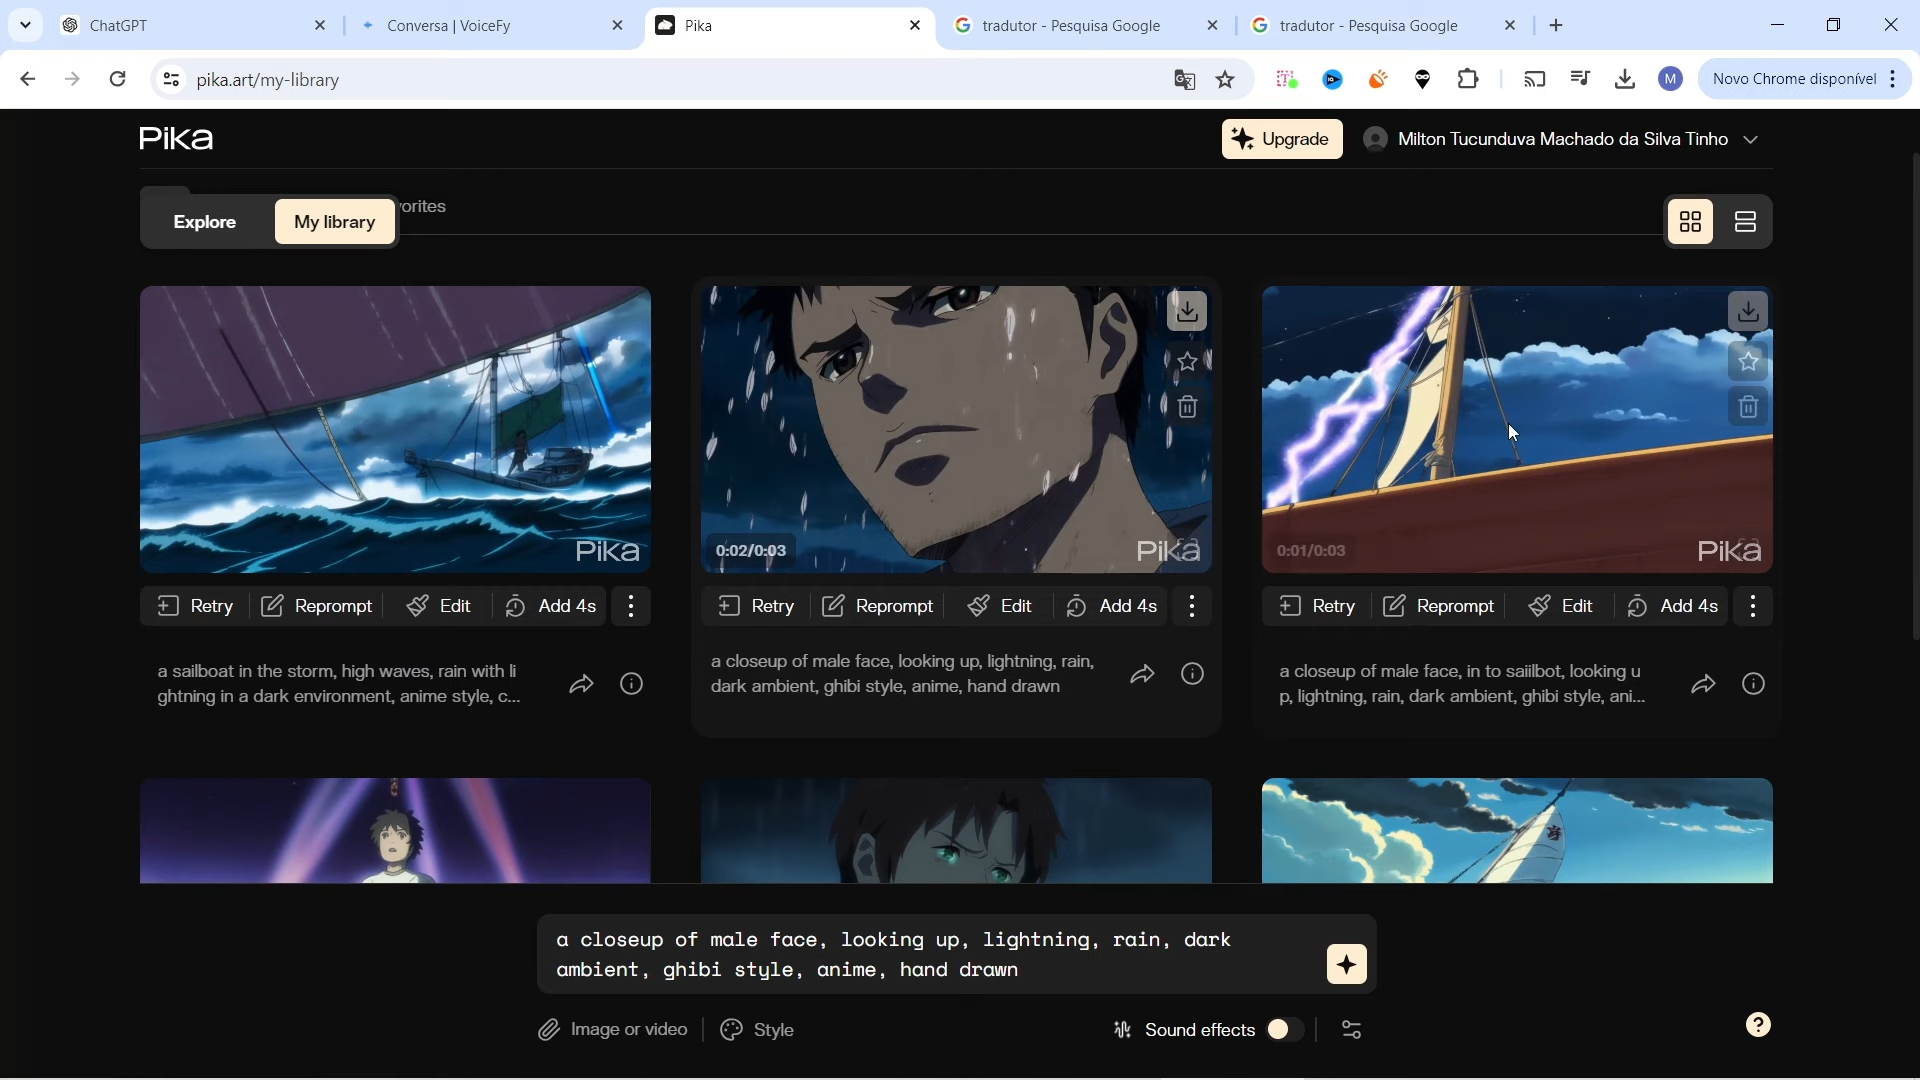 ChatGPT
Conversa | VoiceFy
Pika
tradutor - Pesquisa Google
tradutor - Pesquisa Google
pika.art/my-library
M
Novo Chrome disponível
Pika
Upgrade
Milton Tucunduva Machado da Silva Tinho
Explore
My library
vorites
Pika
0:02/0:03
Pika
0:01/0:03
Pika
Retry
Reprompt
Edit
Add 4s
Retry
Reprompt
Edit
Add 4s
Retry
Reprompt
Edit
Add 4s
a sailboat in the storm, high waves, rain with li
ghtning in a dark environment, anime style, c...
a closeup of male face, looking up, lightning, rain,
dark ambient, ghibi style, anime, hand drawn
a closeup of male face, in to saiilbot, looking u
p, lightning, rain, dark ambient, ghibi style, ani...
a closeup of male face, looking up, lightning, rain, dark
ambient, ghibi style, anime, hand drawn
Image or video
Style
Sound effects
?